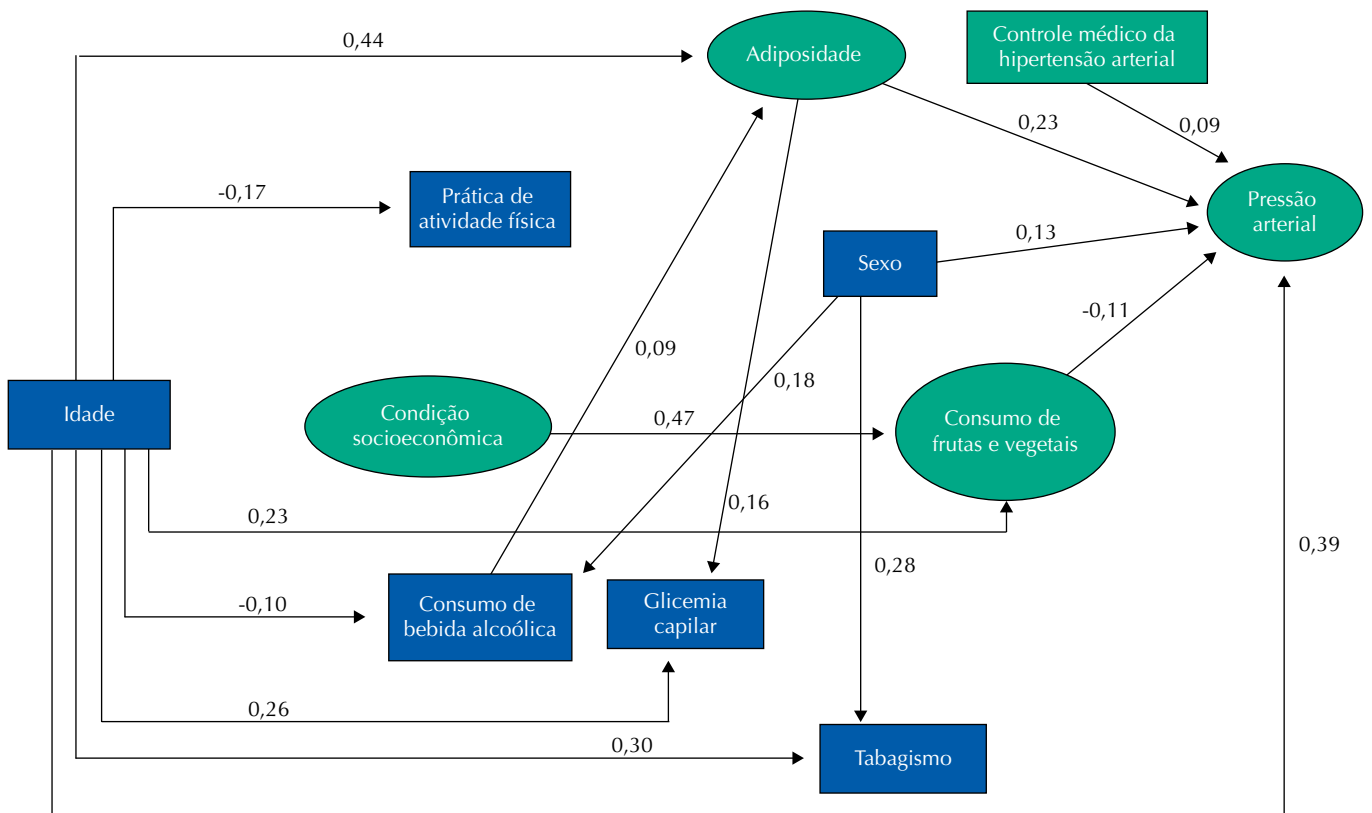 0,44
Adiposidade
Controle médico da
hipertensão arterial
0,23
0,09
-0,17
Prática de
atividade física
Pressão
arterial
Sexo
0,13
-0,11
0,09
0,18
Idade
Condição
socioeconômica
0,47
Consumo de
frutas e vegetais
0,16
0,23
0,39
0,28
-0,10
Consumo de
bebida alcoólica
Glicemia
capilar
0,26
0,30
Tabagismo